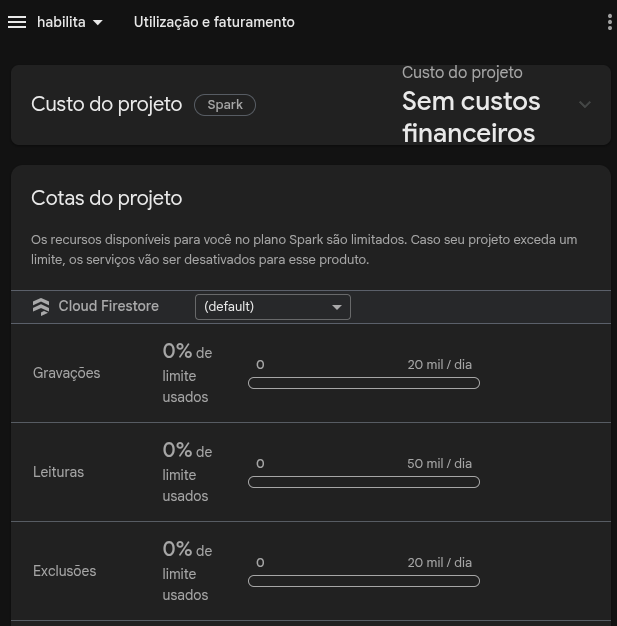 habilita
Utilização e faturamento
Custo do projeto
Spark
Custo do projeto
Sem custos
financeiros
Cotas do projeto
Os recursos disponíveis para você no plano Spark são limitados. Caso seu projeto exceda um
limite, os serviços vão ser desativados para esse produto.
Cloud Firestore
(default)
Gravações
0% de
limite
usados
0
20 mil / dia
Leituras
0% de
limite
usados
0
50 mil / dia
Exclusões
0% de
limite
usados
0
20 mil / dia